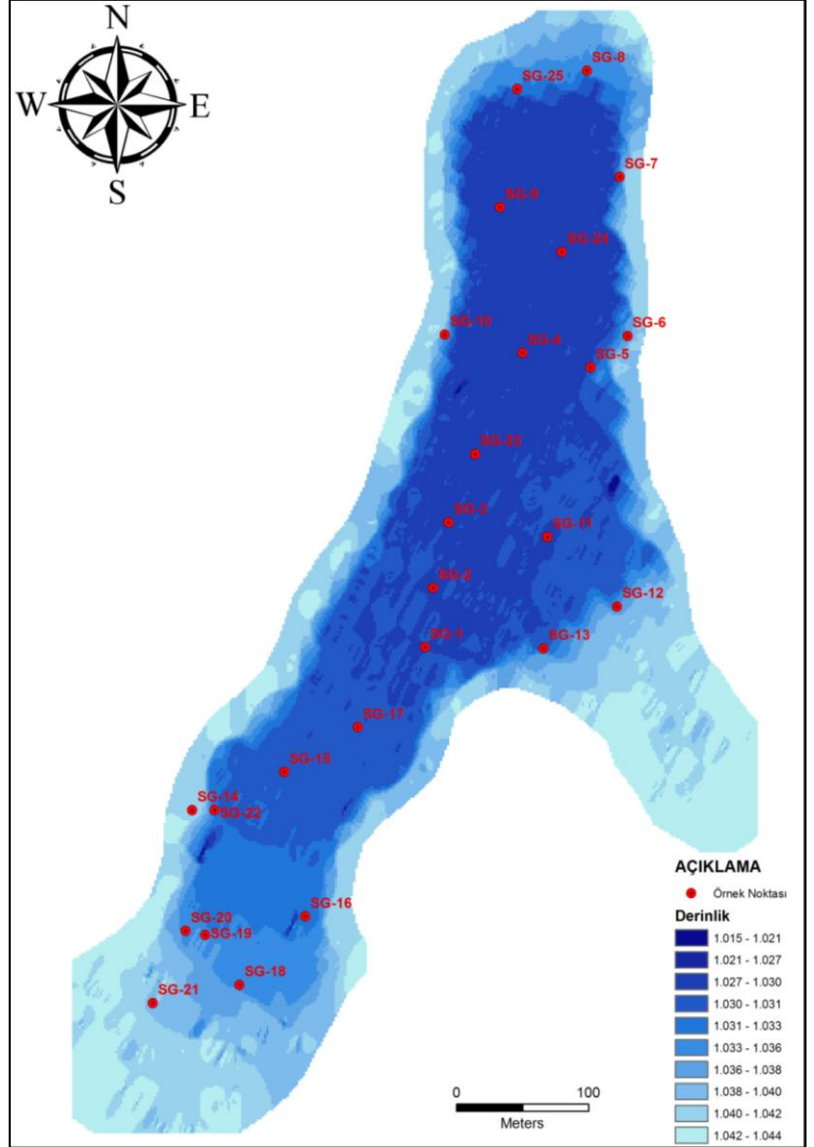 N
W E
S
SG-8
SG-25
SG-7
SG-9
SG-24
SG-10
SG-6
SG-4
SG-5
SG-23
SG-3
SG-11
SG-2
SG-12
SG-1
SG-13
SG-17
SG-15
SG-14
SG-22
SG-16
SG-20
SG-19
SG-18
SG-21
AÇIKLAMA
Örnek Noktası
Derinlik
1.015 - 1.021
1.021 - 1.027
1.027 - 1.030
1.030 - 1.031
1.031 - 1.033
1.033 - 1.036
1.036 - 1.038
1.038 - 1.040
1.040 - 1.042
1.042 - 1.044
0 100
Meters